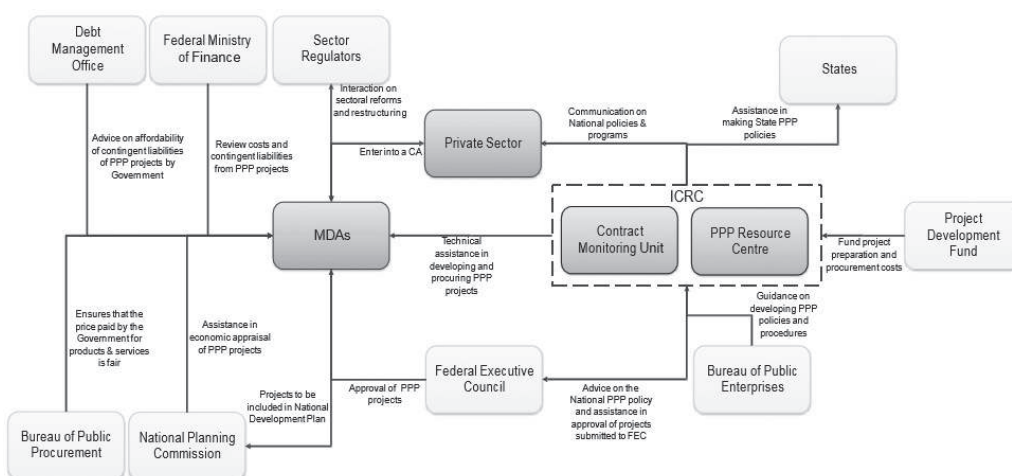 Debt
Management
Office
Federal Ministry
of Finance
Sector
Regulators
States
Interaction on
sectoral reforms
and restructuring
Communication on
National policies &
programs
Assistance in
making State PPP
policies
Advice on affordability
of contingent liabilities
of PPP projects by
Government
Review costs and
contingent liabilities
from PPP projects
Enter into a CA
Private Sector
ICRC
MDAs
Contract
Monitoring Unit
PPP Resource
Centre
Project
Development
Fund
Technical
assistance in
developing and
procuring PPP
projects
Fund project
preparation and
procurement costs
Ensures that the
price paid by the
Government for
products & services
is fair
Assistance in
economic appraisal
of PPP projects
Guidance on
developing PPP
policies and
procedures
Projects to be
included in National
Development Plan
Approval of PPP
projects
Federal Executive
Council
Advice on the
National PPP policy
and assistance in
approval of projects
submitted to FEC
Bureau of Public
Enterprises
Bureau of Public
Procurement
National Planning
Commission